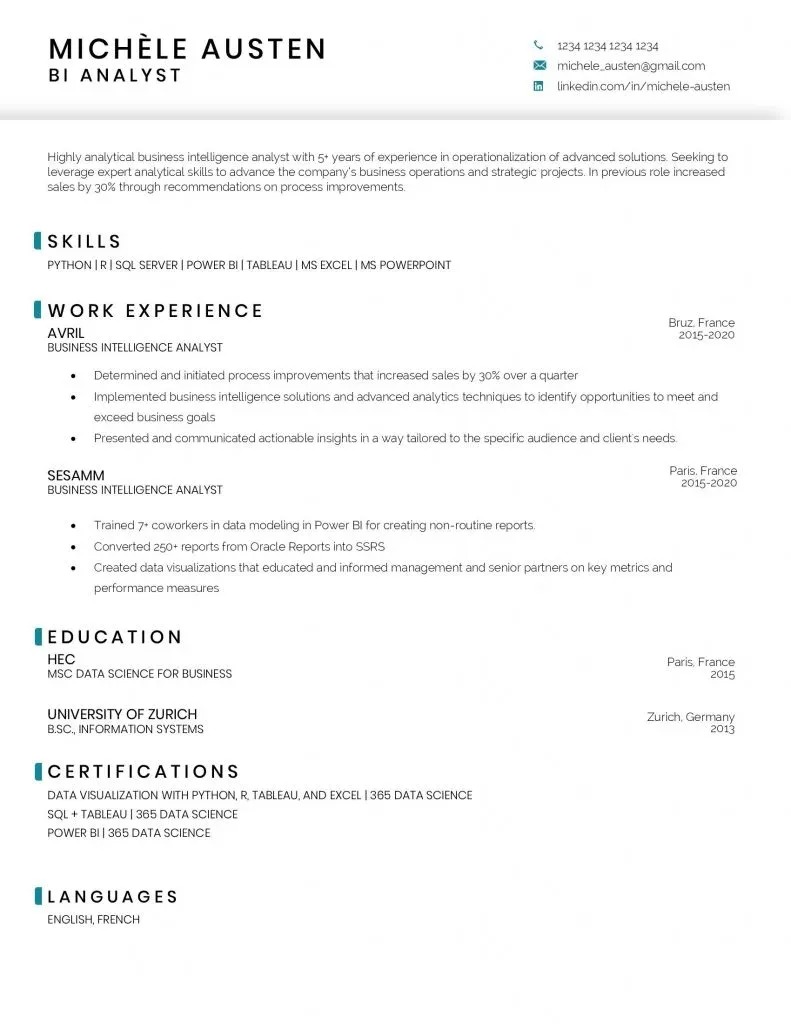 MICHÈLE AUSTEN
BI ANALYST
1234 1234 1234 1234
michele_austen@gmail.com
linkedin.com/in/michele-austen
Highly analytical business intelligence analyst with 5+ years of experience in operationalization of advanced solutions. Seeking to
leverage expert analytical skills to advance the company's business operations and strategic projects. In previous role increased
sales by 30% through recommendations on process improvements.
SKILLS
PYTHON | R | SQL SERVER | POWER BI | TABLEAU | MS EXCEL | MS POWERPOINT
WORK EXPERIENCE
AVRIL
BUSINESS INTELLIGENCE ANALYST
Bruz, France
2015-2020
• Determined and initiated process improvements that increased sales by 30% over a quarter
• Implemented business intelligence solutions and advanced analytics techniques to identify opportunities to meet and
exceed business goals
• Presented and communicated actionable insights in a way tailored to the specific audience and client's needs.
SESAMM
BUSINESS INTELLIGENCE ANALYST
Paris, France
2015-2020
• Trained 7+ coworkers in data modeling in Power BI for creating non-routine reports.
• Converted 250+ reports from Oracle Reports into SSRS
• Created data visualizations that educated and informed management and senior partners on key metrics and
performance measures
EDUCATION
HEC
MSC DATA SCIENCE FOR BUSINESS
Paris, France
2015
UNIVERSITY OF ZURICH
B.SC., INFORMATION SYSTEMS
Zurich, Germany
2013
CERTIFICATIONS
DATA VISUALIZATION WITH PYTHON, R, TABLEAU, AND EXCEL | 365 DATA SCIENCE
SQL + TABLEAU | 365 DATA SCIENCE
POWER BI | 365 DATA SCIENCE
LANGUAGES
ENGLISH, FRENCH